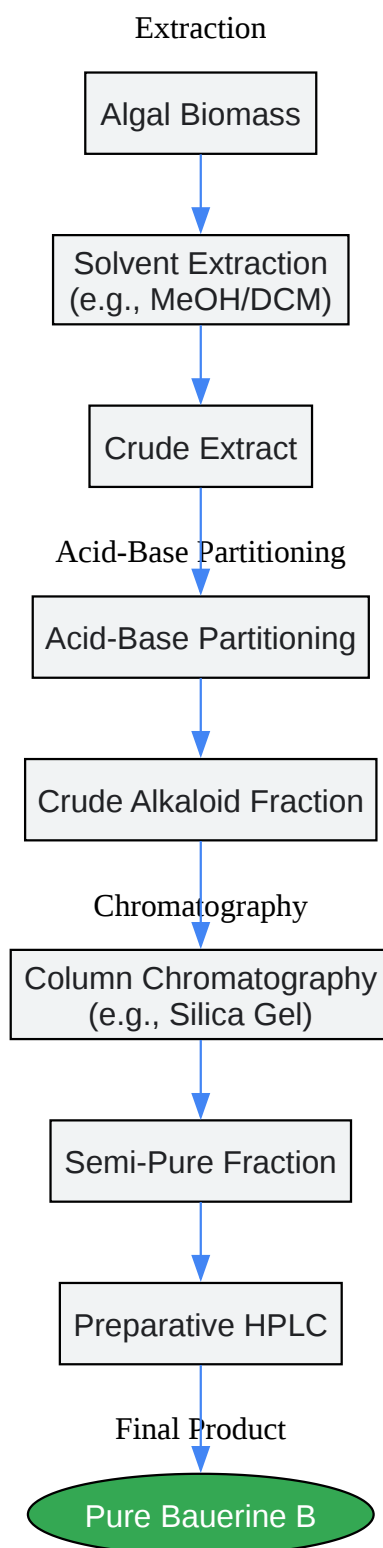 Extraction
Algal Biomass
Solvent Extraction
(e.g., MeOH/DCM)
Crude Extract
Acid-Base Partitioning
Acid-Base Partitioning
Crude Alkaloid Fraction
Chromatography
Column Chromatography
(e.g., Silica Gel)
Semi-Pure Fraction
Preparative HPLC
Final Product
Pure Bauerine B